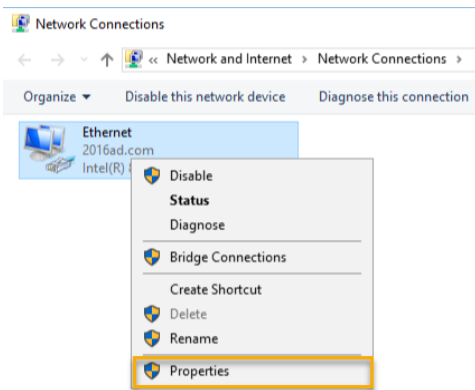 Network Connections
« Network and Internet > Network Connections >
Organize Disable this network device Diagnose this connection
Ethernet
2016ad.com
Intel(R)
Disable
Status
Diagnose
Bridge Connections
Create Shortcut
Delete
Rename
Properties